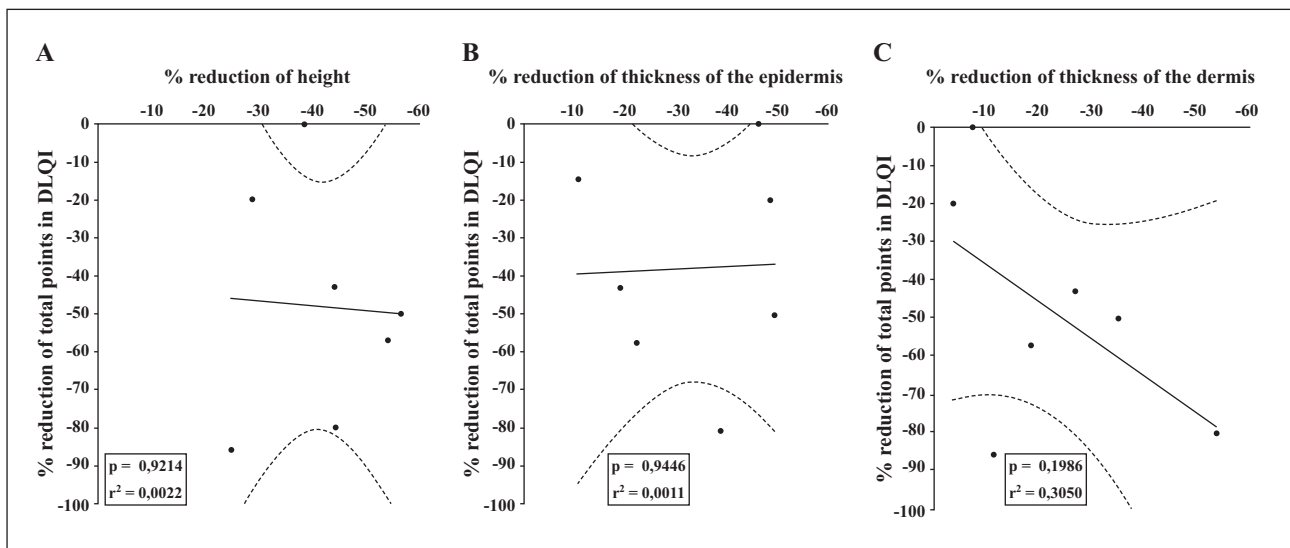 A
% reduction of height
-10 -20 -30 -40 -50 -60
% reduction of total points in DLQI
0
-10
-20
-30
-40
-50
-60
-70
-80
-90
-100
p = 0,9214
r² = 0,0022
B
% reduction of thickness of the epidermis
-10 -20 -30 -40 -50 -60
% reduction of total points in DLQI
0
-10
-20
-30
-40
-50
-60
-70
-80
-90
-100
p = 0,9446
r² = 0,0011
C
% reduction of thickness of the dermis
-10 -20 -30 -40 -50 -60
% reduction of total points in DLQI
0
-10
-20
-30
-40
-50
-60
-70
-80
-90
-100
p = 0,1986
r² = 0,3050